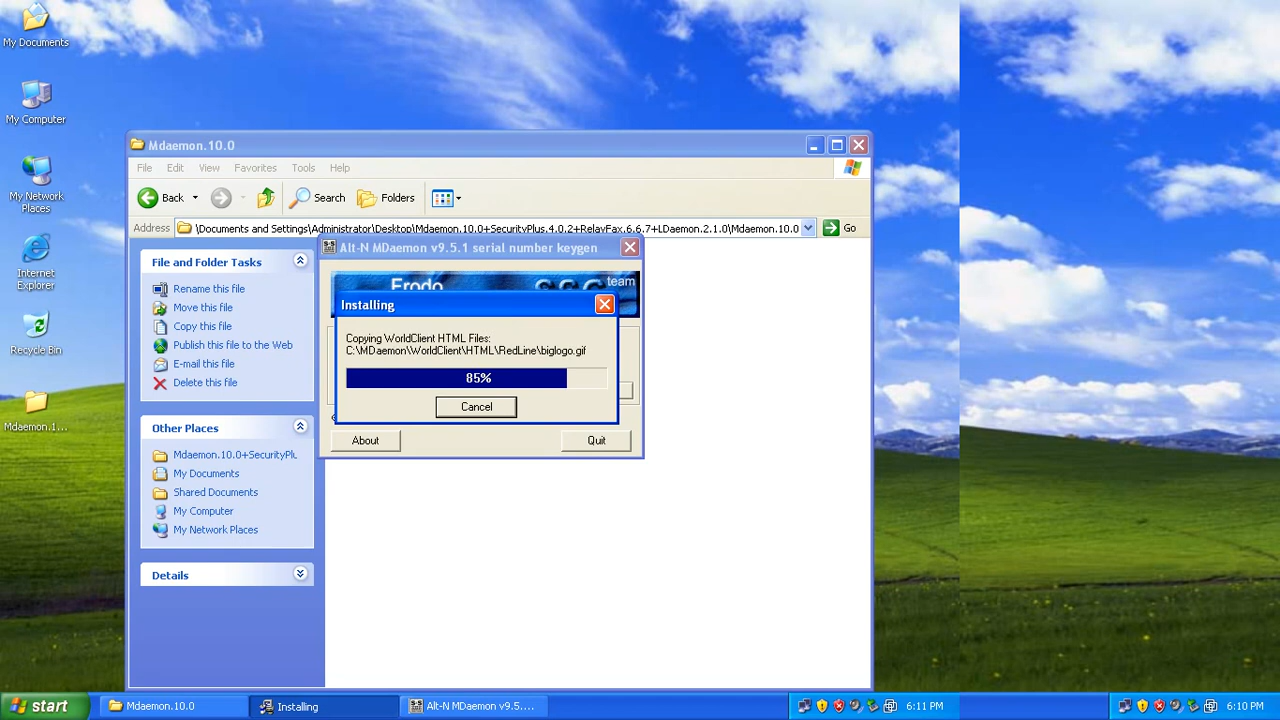 My Documents
My Computer
My Network
Places
Internet
Explorer
Recycle Bin
Mdaemon.1...
Mdaemon.10.0
File Edit View Favorites Tools Help
Back Search Folders
Address \Documents and Settings\Administrator\Desktop\Mdaemon.10.0+SecurityPlus.4.0.2+RelayFax.6.6.7+LDaemon.2.1.0\Mdaemon.10.0 Go
File and Folder Tasks
Rename this file
Move this file
Copy this file
Publish this file to the Web
E-mail this file
Delete this file
Other Places
Mdaemon.10.0+SecurityPlu
My Documents
Shared Documents
My Computer
My Network Places
Details
Alt-N MDaemon v9.5.1 serial number keygen
Erodo SSG team
Installing
Copying WorldClient HTML Files:
C:\MDaemon\WorldClient\HTML\RedLine\biglogo.gif
85%
Cancel
About Quit
start Mdaemon.10.0 Installing Alt-N MDaemon v9.5.... 6:11 PM 6:10 PM